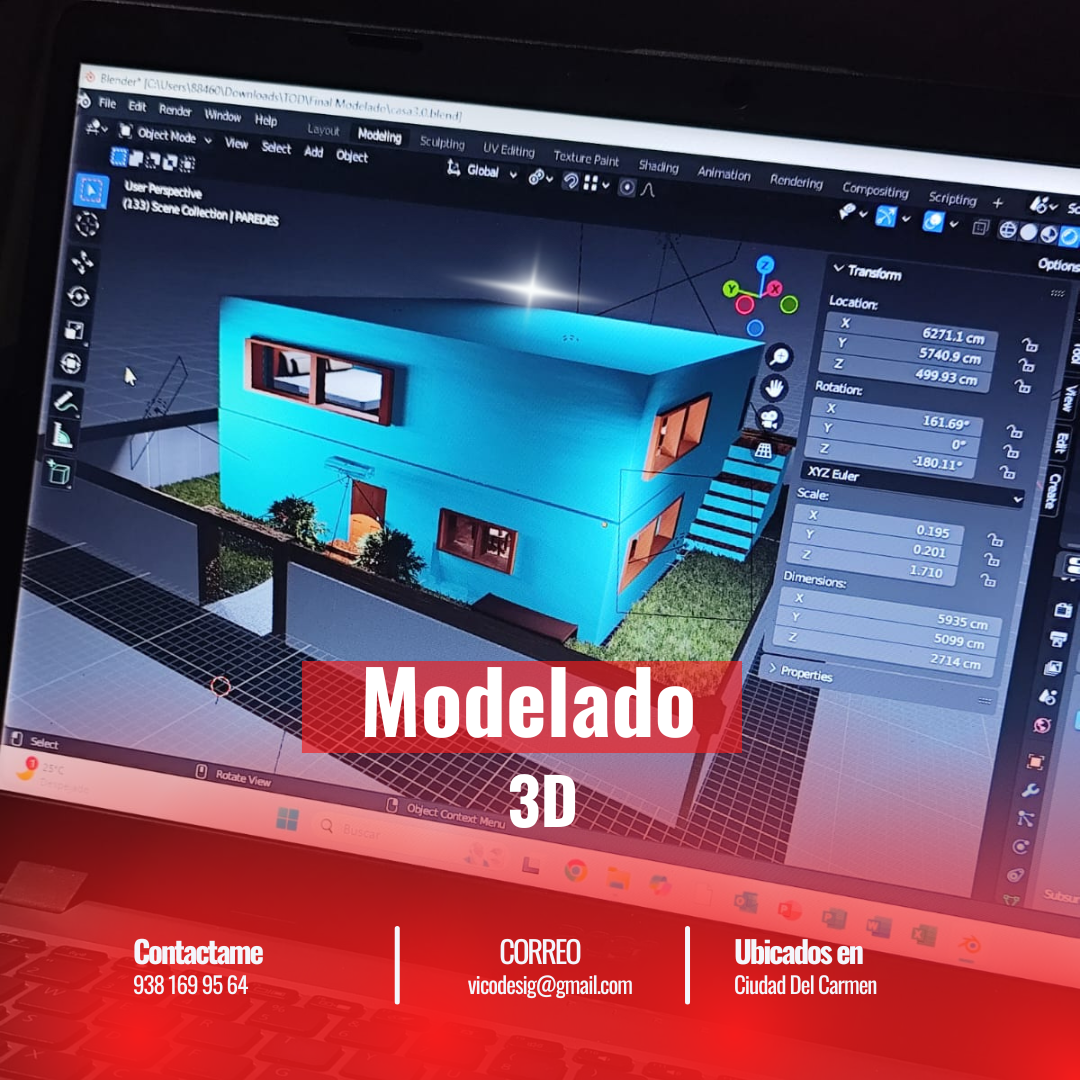 Blender* [C:\Users\88460\Downloads\TOD\Final Modelado\casa3.0.blend]
File Edit Render Window Help Layout Modeling Sculpting UV Editing Texture Paint Shading Animation Rendering Compositing Scripting +
Object Mode View Select Add Object Global
Options
User Perspective
(133) Scene Collection | PAREDES
Z
Y
X
Transform
Location:
X 6271.1 cm
Y 5740.9 cm
Z 499.93 cm
Rotation:
X 161.69°
Y 0°
Z -180.11°
XYZ Euler
Scale:
X 0.195
Y 0.201
Z 1.710
Dimensions:
X 5935 cm
Y 5099 cm
Z 2714 cm
Properties
View
Edit
Create
Modelado
3D
Select
Rotate View
Object Context Menu
1
25°C
Buscar
Contactame
938 169 95 64
CORREO
vicodesig@gmail.com
Ubicados en
Ciudad Del Carmen